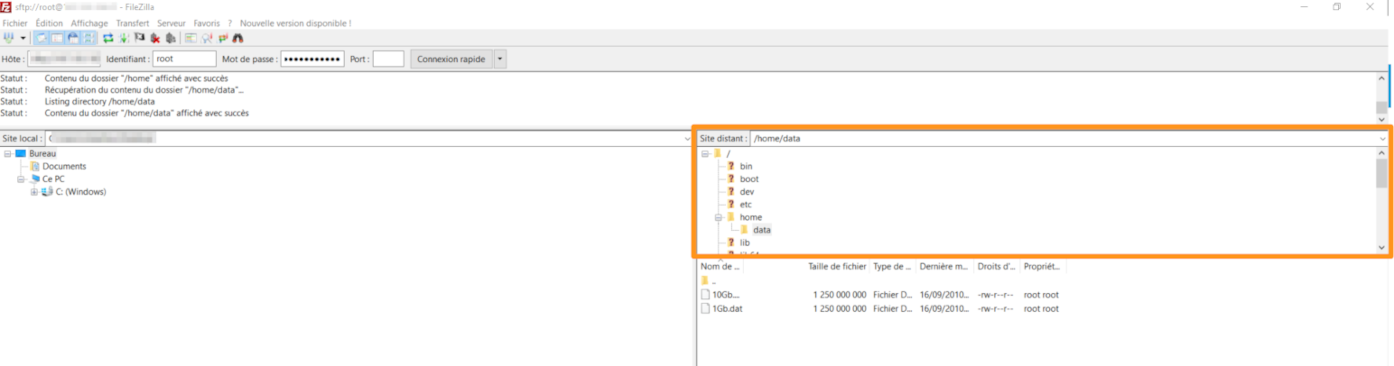 sftp://root@ - FileZilla
Fichier Édition Affichage Transfert Serveur Favoris ? Nouvelle version disponible !
Hôte : Identifiant : root Mot de passe : ●●●●●●●●●●● Port : Connexion rapide
Statut : Contenu du dossier "/home" affiché avec succès
Statut : Récupération du contenu du dossier "/home/data"...
Statut : Listing directory /home/data
Statut : Contenu du dossier "/home/data" affiché avec succès
Site local :
Bureau
Documents
Ce PC
C: (Windows)
Site distant : /home/data
/
bin
boot
dev
etc
home
data
lib
Nom de ... Taille de fichier Type de ... Dernière m... Droits d'... Propriét...
..
10Gb... 1 250 000 000 Fichier D... 16/09/2010... -rw-r--r-- root root
1Gb.dat 1 250 000 000 Fichier D... 16/09/2010... -rw-r--r-- root root